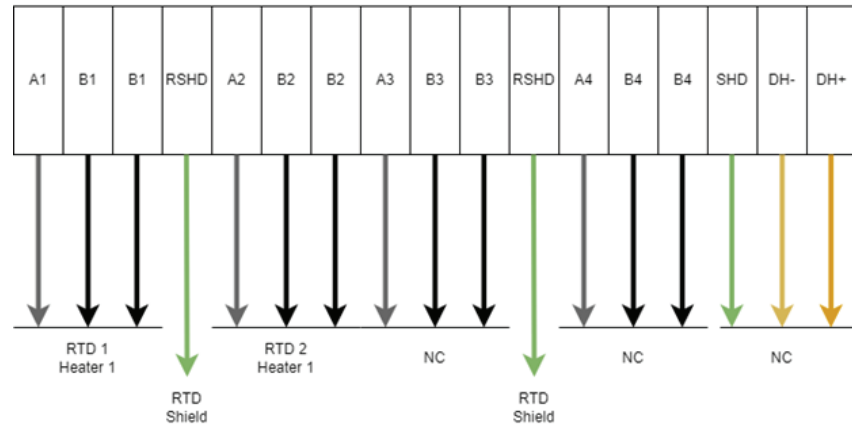 A1 B1 B1 RSHD A2 B2 B2 A3 B3 B3 RSHD A4 B4 B4 SHD DH- DH+
RTD 1
Heater 1
RTD 2
Heater 1
NC
NC
NC
RTD
Shield
RTD
Shield